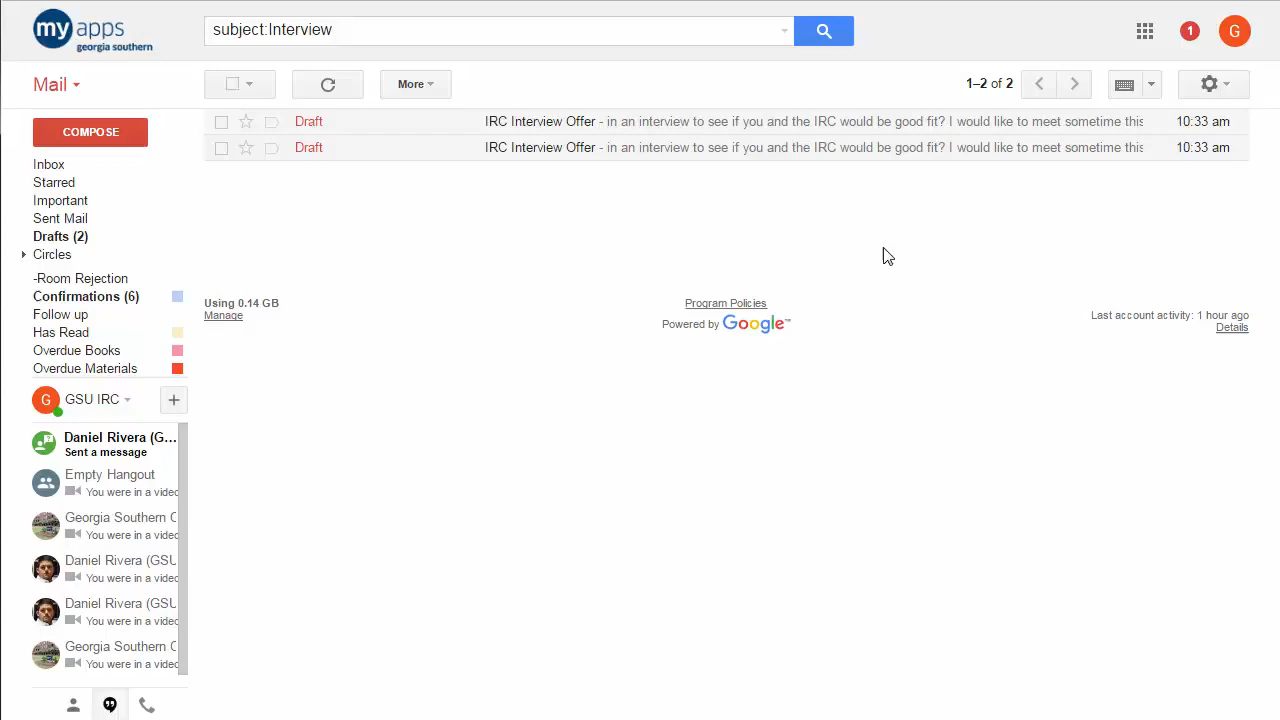 my apps
georgia southern
subject:Interview
1
G
Mail
More
1–2 of 2
COMPOSE
Draft IRC Interview Offer - in an interview to see if you and the IRC would be good fit? I would like to meet sometime this 10:33 am
Draft IRC Interview Offer - in an interview to see if you and the IRC would be good fit? I would like to meet sometime this 10:33 am
Inbox
Starred
Important
Sent Mail
Drafts (2)
Circles
-Room Rejection
Confirmations (6)
Follow up
Has Read
Overdue Books
Overdue Materials
Using 0.14 GB
Manage
Program Policies
Powered by Google™
Last account activity: 1 hour ago
Details
G GSU IRC
Daniel Rivera (G...
Sent a message
Empty Hangout
You were in a video
Georgia Southern C
You were in a video
Daniel Rivera (GSU
You were in a video
Daniel Rivera (GSU
You were in a video
Georgia Southern C
You were in a video